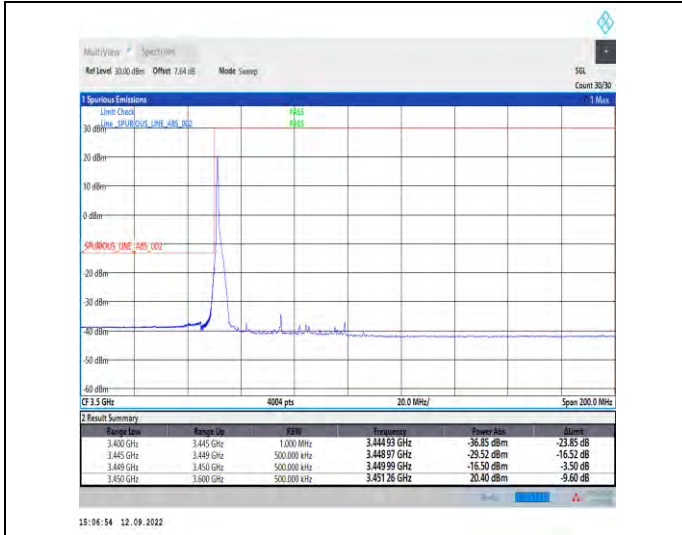 MultiView Spectrum
Ref Level 30.00 dBm Offset 7.64 dB Mode Sweep SGL
Count 30/30
1 Spurious Emissions 1 Max
Limit Check PASS
Line _SPURIOUS_LINE_ABS_002 PASS
30 dBm
20 dBm
10 dBm
0 dBm
_SPURIOUS_LINE_ABS_002
-20 dBm
-30 dBm
-40 dBm
-50 dBm
-60 dBm
CF 3.5 GHz 4004 pts 20.0 MHz/ Span 200.0 MHz
2 Result Summary
Range Low Range Up RBW Frequency Power Abs ΔLimit
3.400 GHz 3.445 GHz 1.000 MHz 3.444 93 GHz -36.85 dBm -23.85 dB
3.445 GHz 3.449 GHz 500.000 kHz 3.448 97 GHz -29.52 dBm -16.52 dB
3.449 GHz 3.450 GHz 500.000 kHz 3.449 99 GHz -16.50 dBm -3.50 dB
3.450 GHz 3.600 GHz 500.000 kHz 3.451 26 GHz 20.40 dBm -9.60 dB
15:06:54 12.09.2022